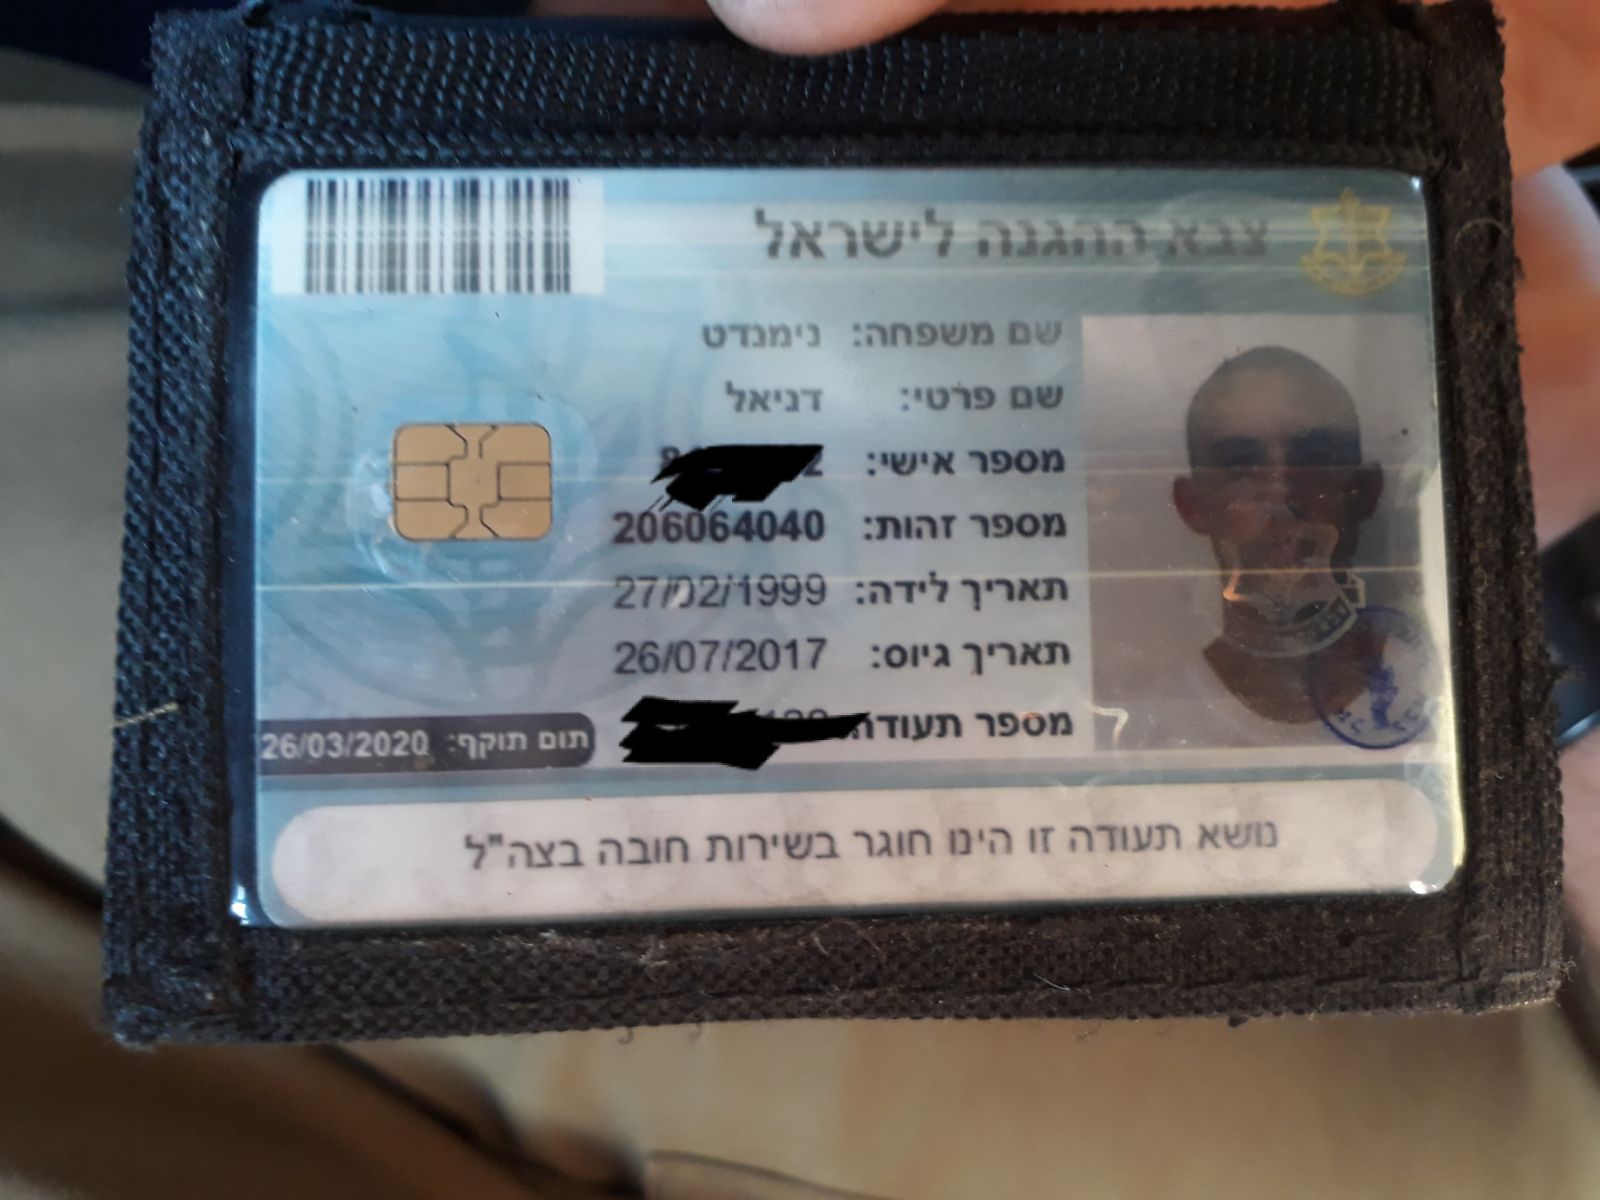 צבא ההגנה לישראל
שם משפחה: נימנדט
שם פרטי: דניאל
מספר אישי:
מספר זהות: 206064040
תאריך לידה: 27/02/1999
תאריך גיוס: 26/07/2017
מספר תעודה:
תום תוקף: 26/03/2020
נושא תעודה זו הינו חוגר בשירות חובה בצה"ל